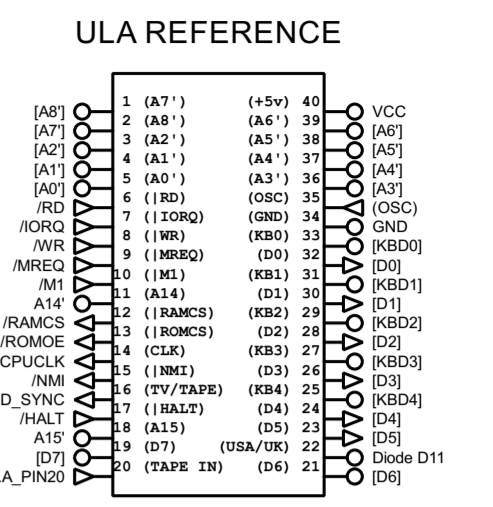 ULA REFERENCE
[A8'] 1 (A7') (+5v) 40 VCC
[A7'] 2 (A8') (A6') 39 [A6']
[A2'] 3 (A2') (A5') 38 [A5']
[A1'] 4 (A1') (A4') 37 [A4']
[A0'] 5 (A0') (A3') 36 [A3']
/RD 6 (|RD) (OSC) 35 (OSC)
/IORQ 7 (|IORQ) (GND) 34 GND
/WR 8 (|WR) (KB0) 33 [KBD0]
/MREQ 9 (|MREQ) (D0) 32 [D0]
/M1 10 (|M1) (KB1) 31 [KBD1]
A14' 11 (A14) (D1) 30 [D1]
/RAMCS 12 (|RAMCS) (KB2) 29 [KBD2]
/ROMOE 13 (|ROMCS) (D2) 28 [D2]
CPUCLK 14 (CLK) (KB3) 27 [KBD3]
/NMI 15 (|NMI) (D3) 26 [D3]
D_SYNC 16 (TV/TAPE) (KB4) 25 [KBD4]
/HALT 17 (|HALT) (D4) 24 [D4]
A15' 18 (A15) (D5) 23 [D5]
[D7] 19 (D7) (USA/UK) 22 Diode D11
A_PIN20 20 (TAPE IN) (D6) 21 [D6]